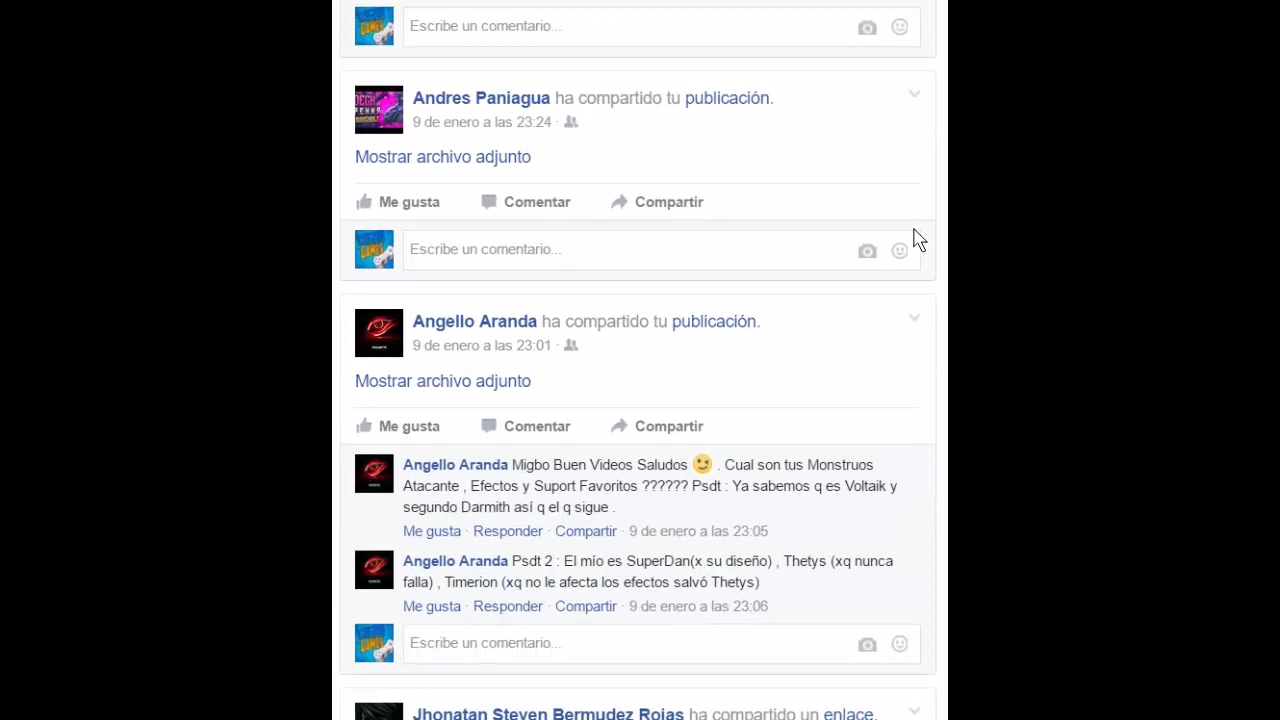 Escribe un comentario...
Andres Paniagua ha compartido tu publicación.
9 de enero a las 23:24 ·
Mostrar archivo adjunto
Me gusta Comentar Compartir
Escribe un comentario...
Angello Aranda ha compartido tu publicación.
9 de enero a las 23:01 ·
Mostrar archivo adjunto
Me gusta Comentar Compartir
Angello Aranda Migbo Buen Videos Saludos 😉 . Cual son tus Monstruos
Atacante , Efectos y Suport Favoritos ?????? Psdt : Ya sabemos q es Voltaik y
segundo Darmith así q el q sigue .
Me gusta · Responder · Compartir · 9 de enero a las 23:05
Angello Aranda Psdt 2 : El mío es SuperDan(x su diseño) , Thetys (xq nunca
falla) , Timerion (xq no le afecta los efectos salvó Thetys)
Me gusta · Responder · Compartir · 9 de enero a las 23:06
Escribe un comentario...
Jhonatan Steven Bermudez Rojas ha compartido un enlace.